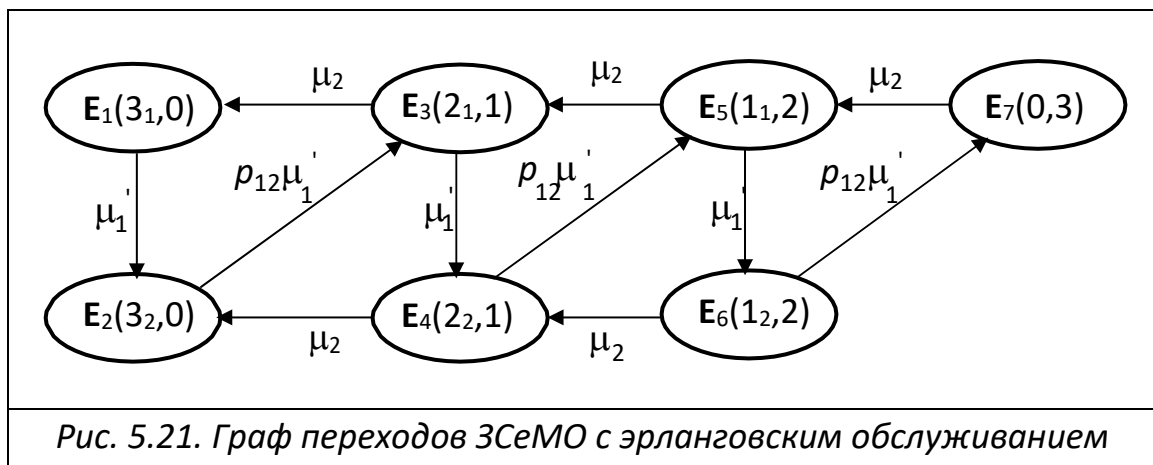 μ₂ μ₂ μ₂
E₁(3₁,0) E₃(2₁,1) E₅(1₁,2) E₇(0,3)
p₁₂μ₁' p₁₂μ₁' p₁₂μ₁'
μ₁' μ₁' μ₁'
E₂(3₂,0) E₄(2₂,1) E₆(1₂,2)
μ₂ μ₂
Рис. 5.21. Граф переходов ЗСеМО с эрланговским обслуживанием